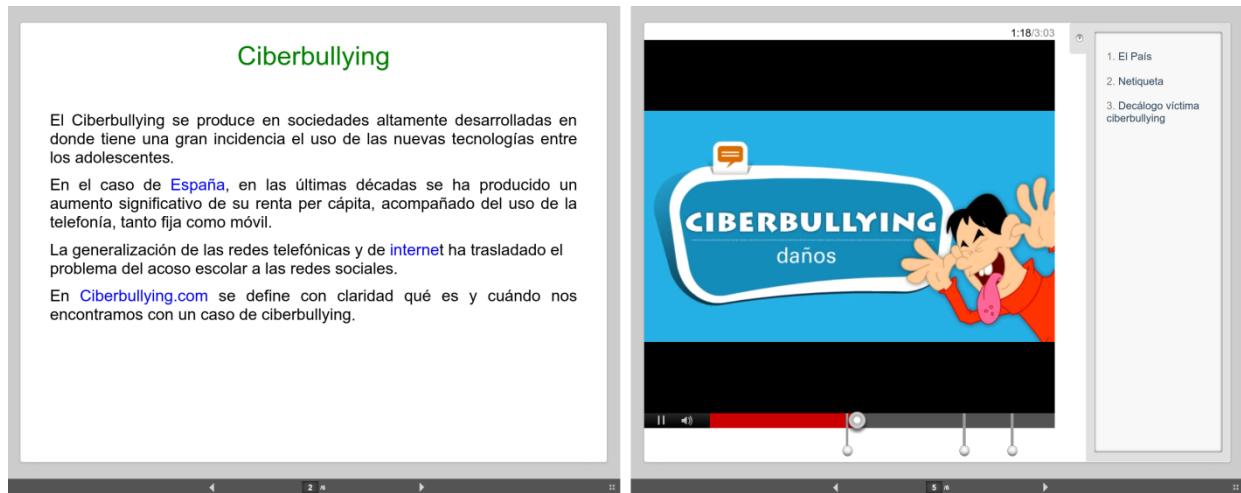 Ciberbullying
El Ciberbullying se produce en sociedades altamente desarrolladas en
donde tiene una gran incidencia el uso de las nuevas tecnologías entre
los adolescentes.
En el caso de España, en las últimas décadas se ha producido un
aumento significativo de su renta per cápita, acompañado del uso de la
telefonía, tanto fija como móvil.
La generalización de las redes telefónicas y de internet ha trasladado el
problema del acoso escolar a las redes sociales.
En Ciberbullying.com se define con claridad qué es y cuándo nos
encontramos con un caso de ciberbullying.
2 /6
1:18/3:03
CIBERBULLYING
daños
1. El País
2. Netiqueta
3. Decálogo víctima
ciberbullying
5 /6